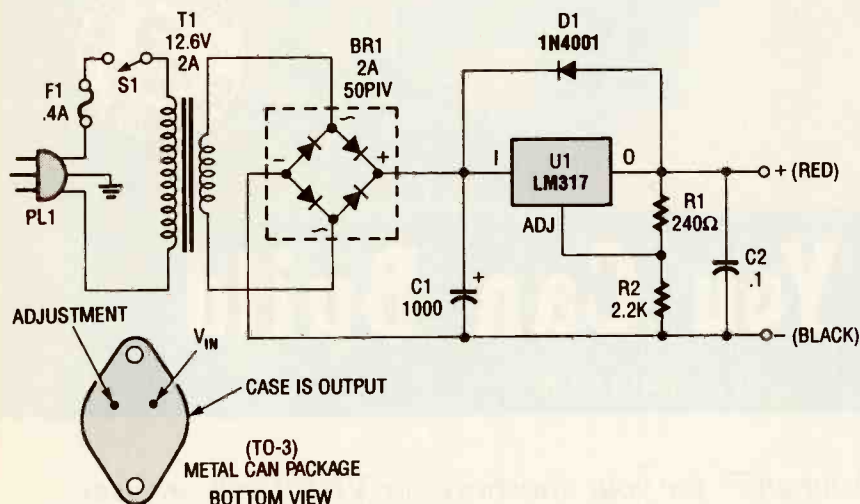 T1
12.6V
2A
F1
.4A
S1
PL1
BR1
2A
50PIV
~
-
+
~
D1
1N4001
I
U1
LM317
O
ADJ
+ (RED)
R1
240Ω
C2
.1
C1
1000
+
R2
2.2K
- (BLACK)
ADJUSTMENT
VIN
CASE IS OUTPUT
(TO-3)
METAL CAN PACKAGE
BOTTOM VIEW